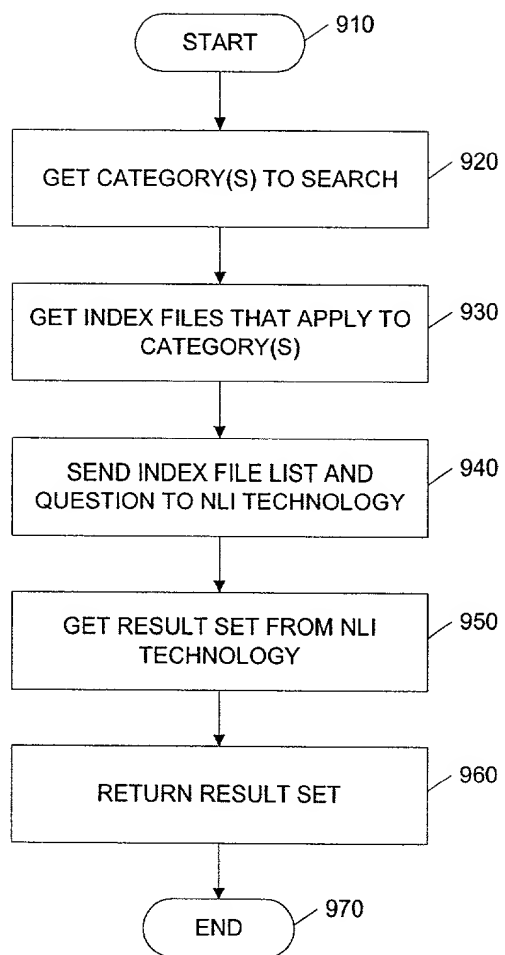 START
910
GET CATEGORY(S) TO SEARCH
920
GET INDEX FILES THAT APPLY TO
CATEGORY(S)
930
SEND INDEX FILE LIST AND
QUESTION TO NLI TECHNOLOGY
940
GET RESULT SET FROM NLI
TECHNOLOGY
950
RETURN RESULT SET
960
END
970